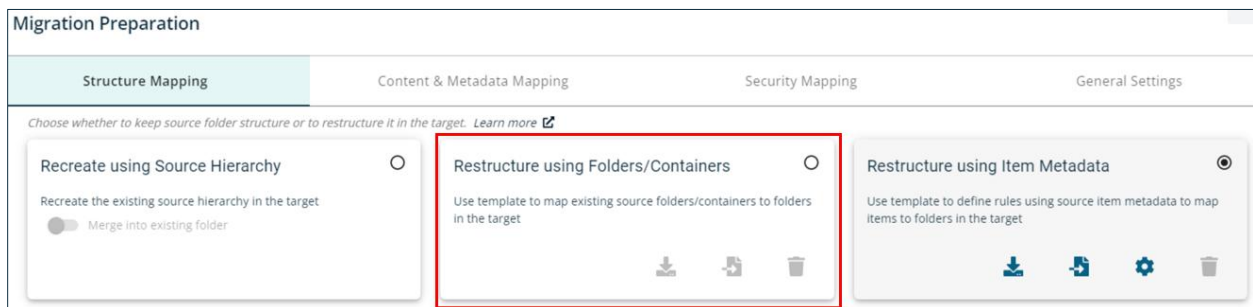 Migration Preparation
Structure Mapping
Content & Metadata Mapping
Security Mapping
General Settings
Choose whether to keep source folder structure or to restructure it in the target. Learn more
Recreate using Source Hierarchy
Recreate the existing source hierarchy in the target
Merge into existing folder
Restructure using Folders/Containers
Use template to map existing source folders/containers to folders
in the target
Restructure using Item Metadata
Use template to define rules using source item metadata to map
items to folders in the target